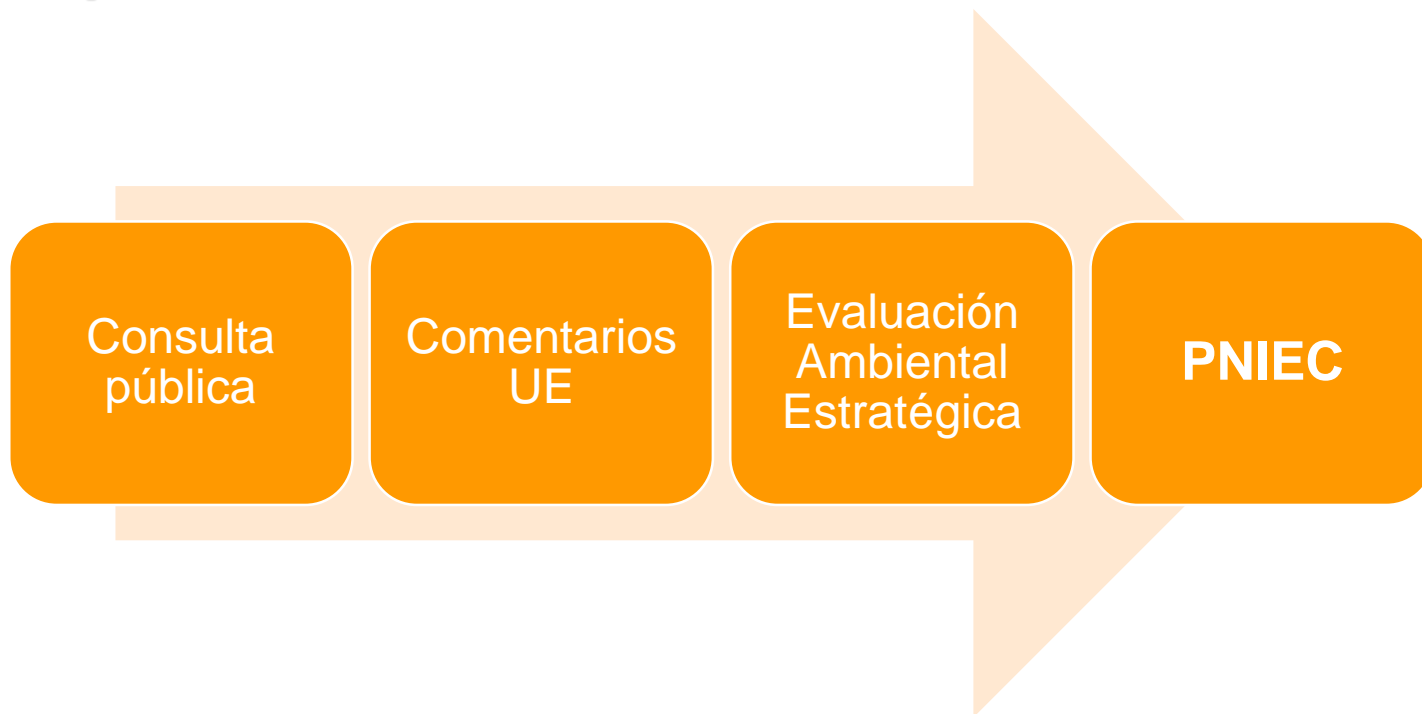 Consulta
pública
Comentarios
UE
Evaluación
Ambiental
Estratégica
PNIEC